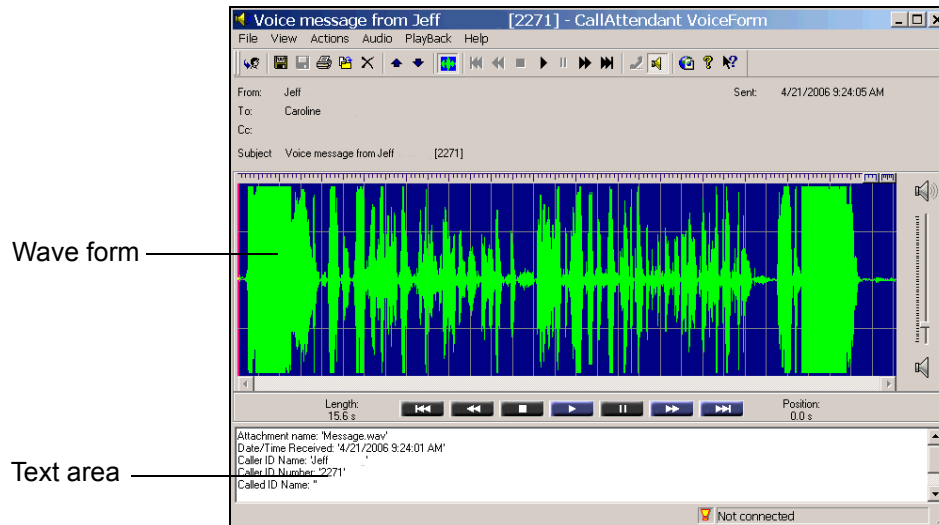 Voice message from Jeff [2271] - CallAttendant VoiceForm
File View Actions Audio PlayBack Help
From: Jeff Sent: 4/21/2006 9:24:05 AM
To: Caroline
Cc:
Subject Voice message from Jeff [2271]
Wave form
Length: Position:
15.6 s 0.0 s
Attachment name: 'Message.wav'
Date/Time Received: '4/21/2006 9:24:01 AM'
Caller ID Name: 'Jeff '
Caller ID Number: '2271'
Called ID Name: ''
Text area
Not connected